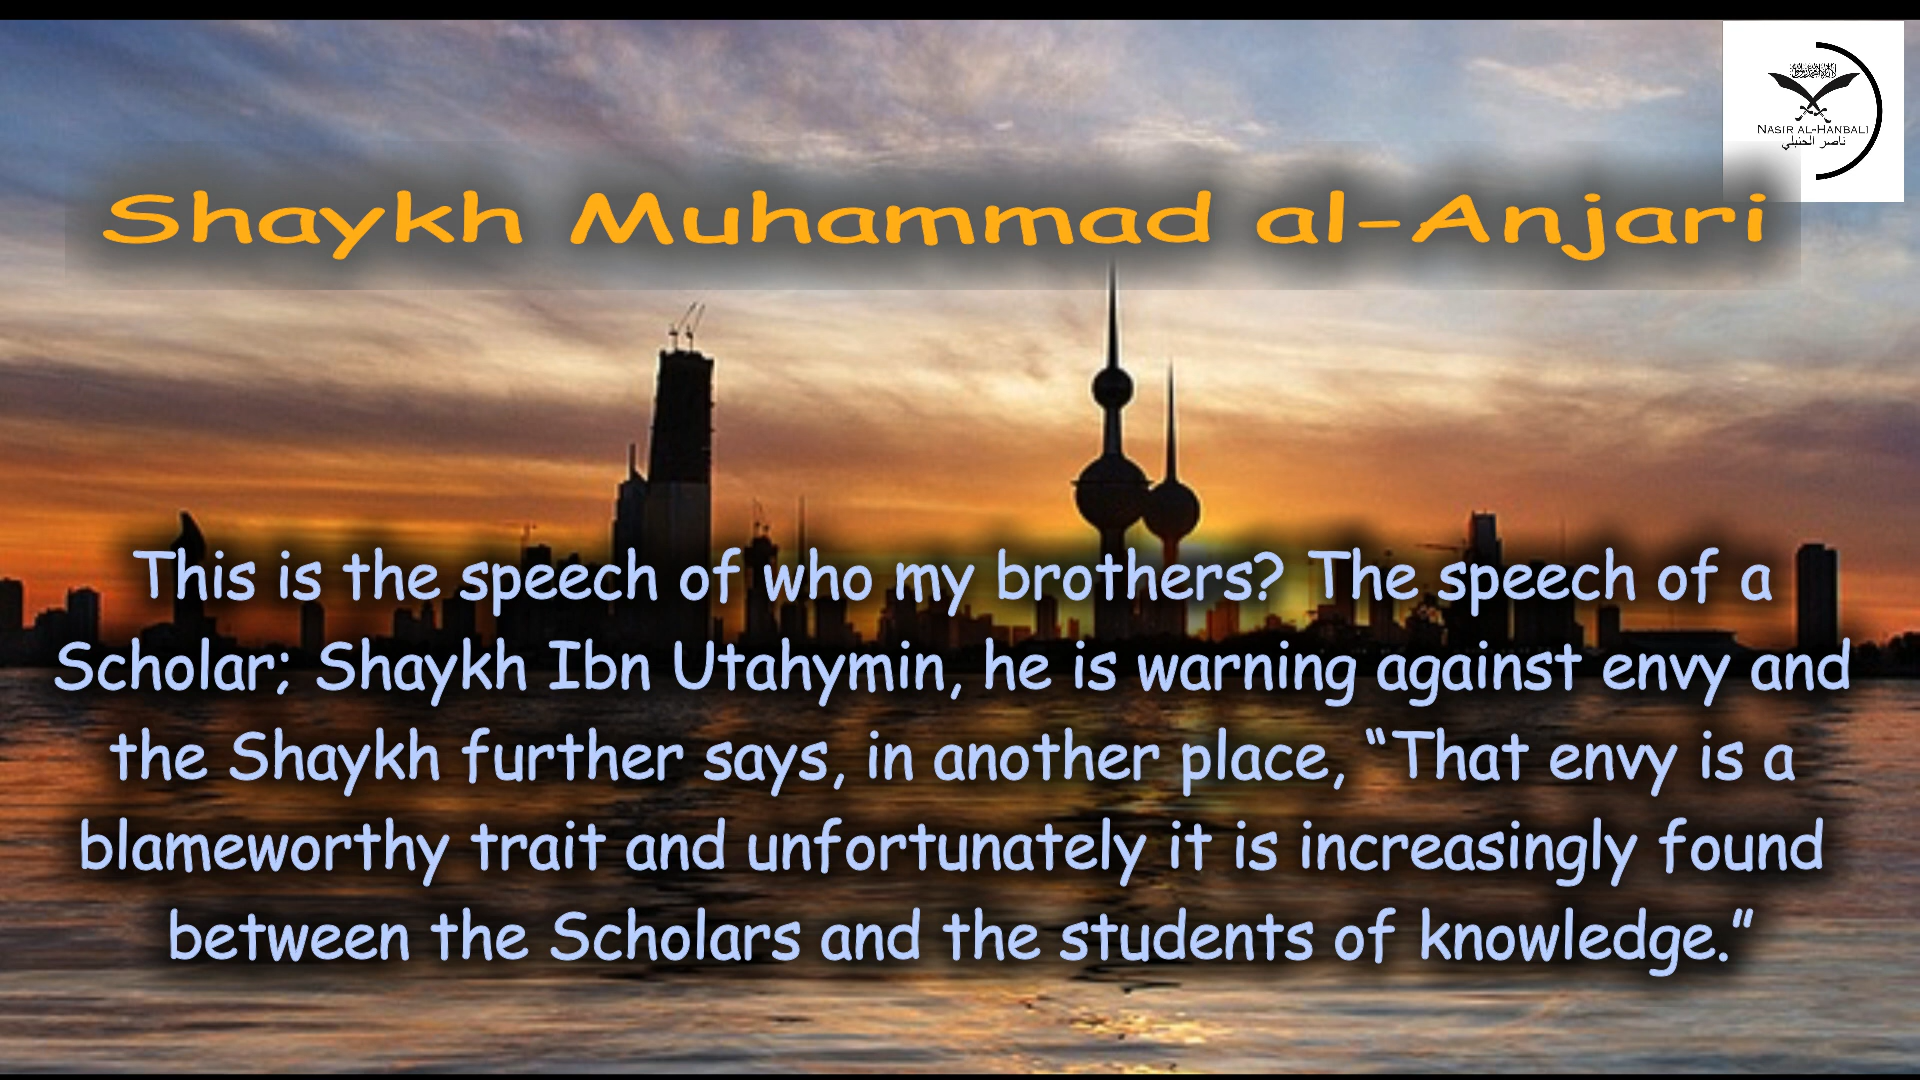 NASIR AL-HANBALI
ناصر الحنبلي
Shaykh Muhammad al-Anjari
This is the speech of who my brothers? The speech of a
Scholar; Shaykh Ibn Utahymin, he is warning against envy and
the Shaykh further says, in another place, “That envy is a
blameworthy trait and unfortunately it is increasingly found
between the Scholars and the students of knowledge.”